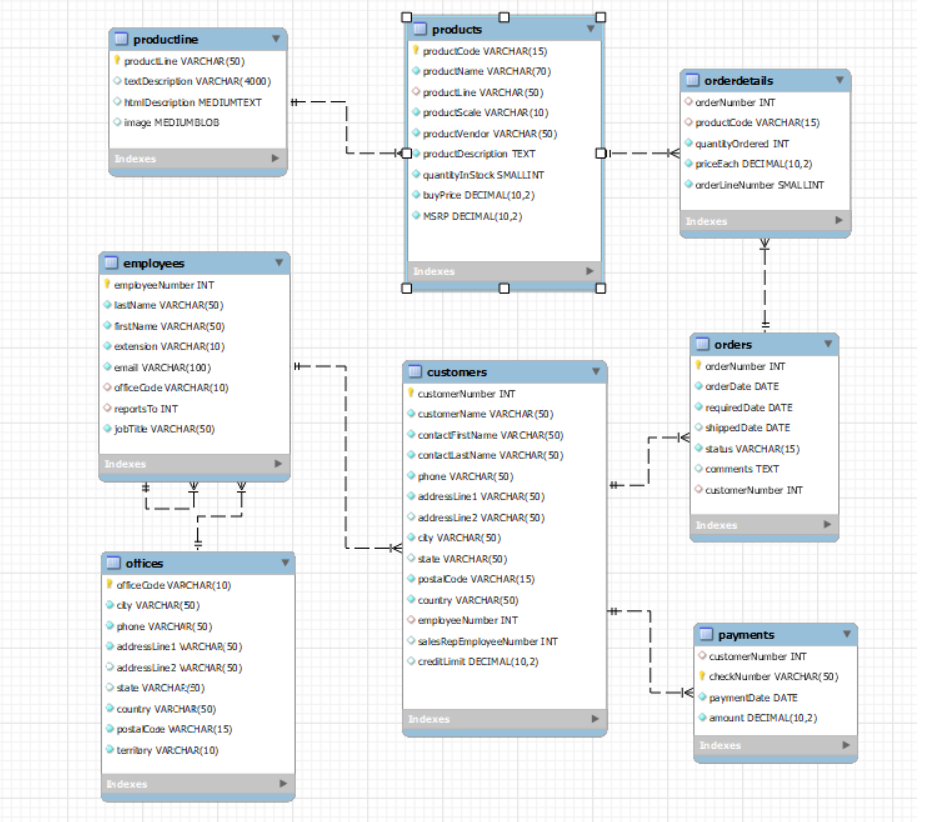 productline
productLine VARCHAR(50)
textDescription VARCHAR(4000)
htmlDescription MEDIUMTEXT
image MEDIUMBLOB
Indexes
products
productCode VARCHAR(15)
productName VARCHAR(70)
productLine VARCHAR(50)
productScale VARCHAR(10)
productVendor VARCHAR(50)
productDescription TEXT
quantityInStock SMALLINT
buyPrice DECIMAL(10,2)
MSRP DECIMAL(10,2)
Indexes
orderdetails
orderNumber INT
productCode VARCHAR(15)
quantityOrdered INT
priceEach DECIMAL(10,2)
orderLineNumber SMALLINT
Indexes
employees
employeeNumber INT
lastName VARCHAR(50)
firstName VARCHAR(50)
extension VARCHAR(10)
email VARCHAR(100)
officeCode VARCHAR(10)
reportsTo INT
jobTitle VARCHAR(50)
Indexes
customers
customerNumber INT
customerName VARCHAR(50)
contactFirstName VARCHAR(50)
contactLastName VARCHAR(50)
phone VARCHAR(50)
addressLine1 VARCHAR(50)
addressLine2 VARCHAR(50)
city VARCHAR(50)
state VARCHAR(50)
postalCode VARCHAR(15)
country VARCHAR(50)
employeeNumber INT
salesRepEmployeeNumber INT
creditLimit DECIMAL(10,2)
Indexes
orders
orderNumber INT
orderDate DATE
requiredDate DATE
shippedDate DATE
status VARCHAR(15)
comments TEXT
customerNumber INT
Indexes
offices
officeCode VARCHAR(10)
city VARCHAR(50)
phone VARCHAR(50)
addressLine1 VARCHAR(50)
addressLine2 VARCHAR(50)
state VARCHAR(50)
country VARCHAR(50)
postalCode VARCHAR(15)
territory VARCHAR(10)
Indexes
payments
customerNumber INT
checkNumber VARCHAR(50)
paymentDate DATE
amount DECIMAL(10,2)
Indexes